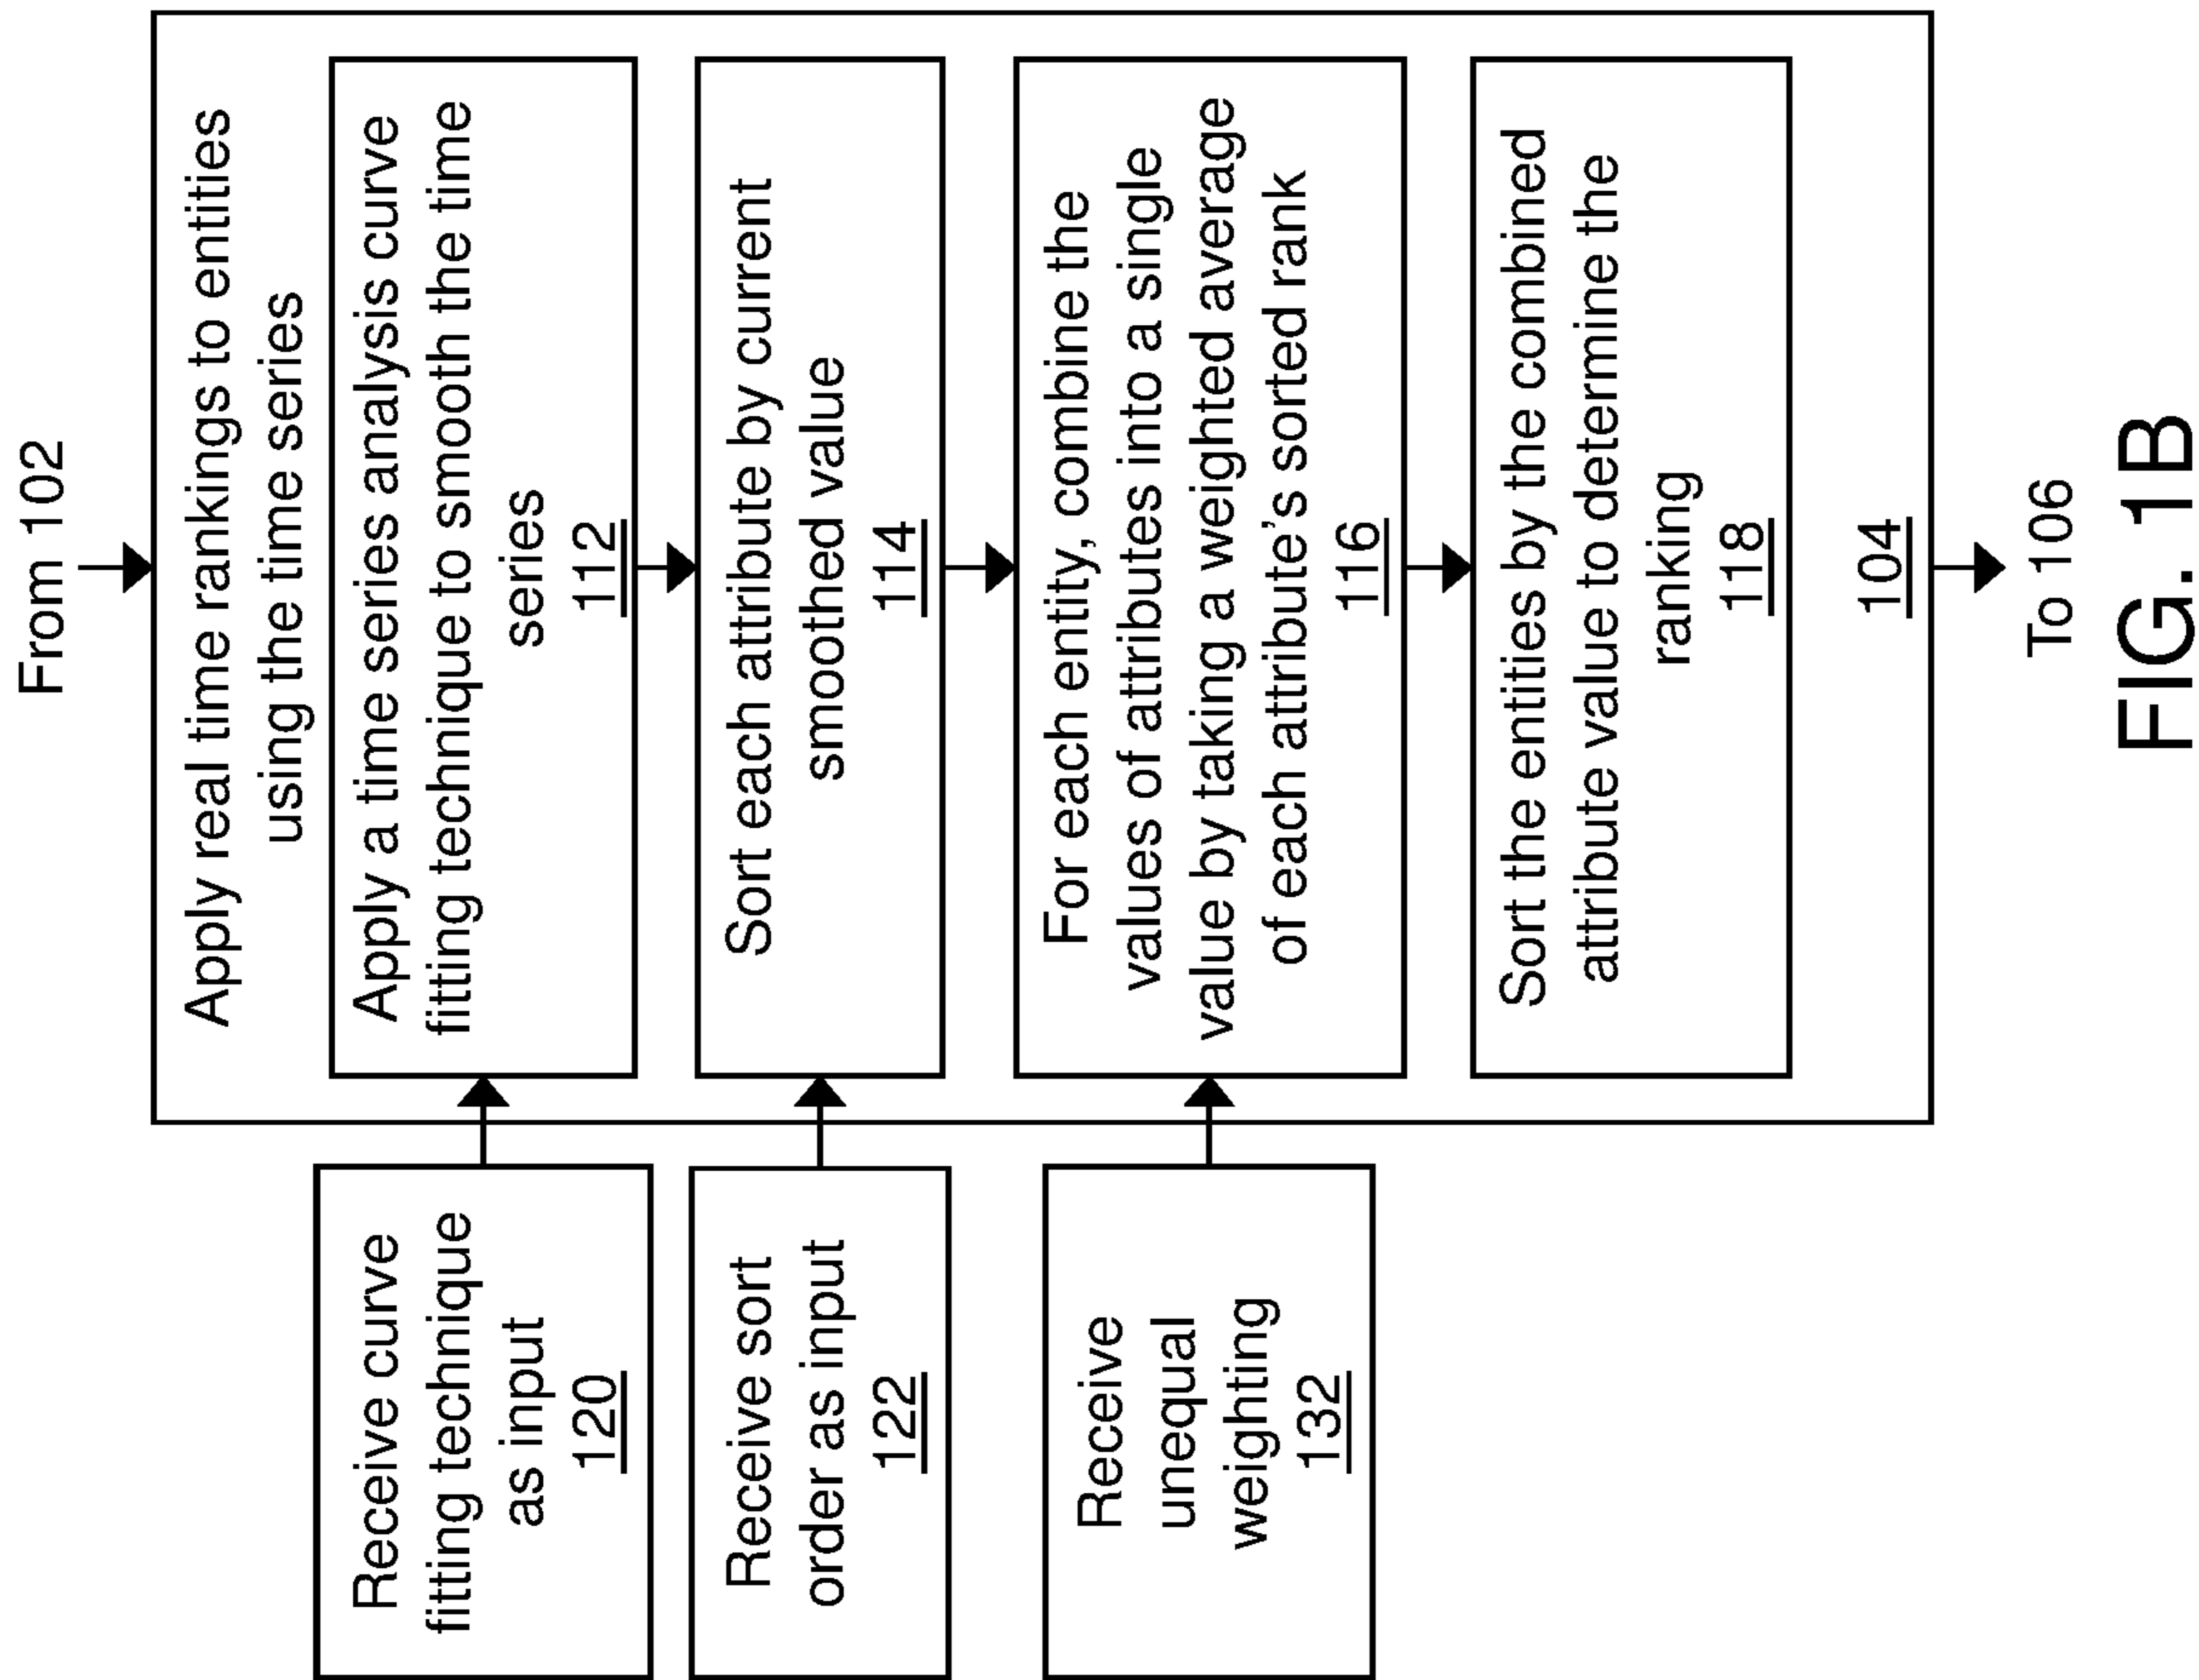 From 102
Apply real time rankings to entities
using the time series
Receive curve
fitting technique
as input
120
Apply a time series analysis curve
fitting technique to smooth the time
series
112
Receive sort
order as input
122
Sort each attribute by current
smoothed value
114
Receive
unequal
weighting
132
For each entity, combine the
values of attributes into a single
value by taking a weighted average
of each attribute's sorted rank
116
Sort the entities by the combined
attribute value to determine the
ranking
118
104
To 106
FIG. 1B